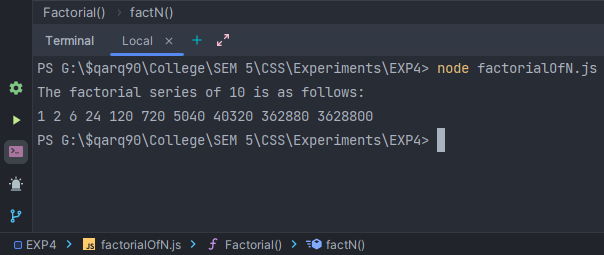 Factorial() › factN()
Terminal Local × +
PS G:\$qarq90\College\SEM 5\CSS\Experiments\EXP4> node factorialOfN.js
The factorial series of 10 is as follows:
1 2 6 24 120 720 5040 40320 362880 3628800
PS G:\$qarq90\College\SEM 5\CSS\Experiments\EXP4>
EXP4 > JS factorialOfN.js > f Factorial() > factN()